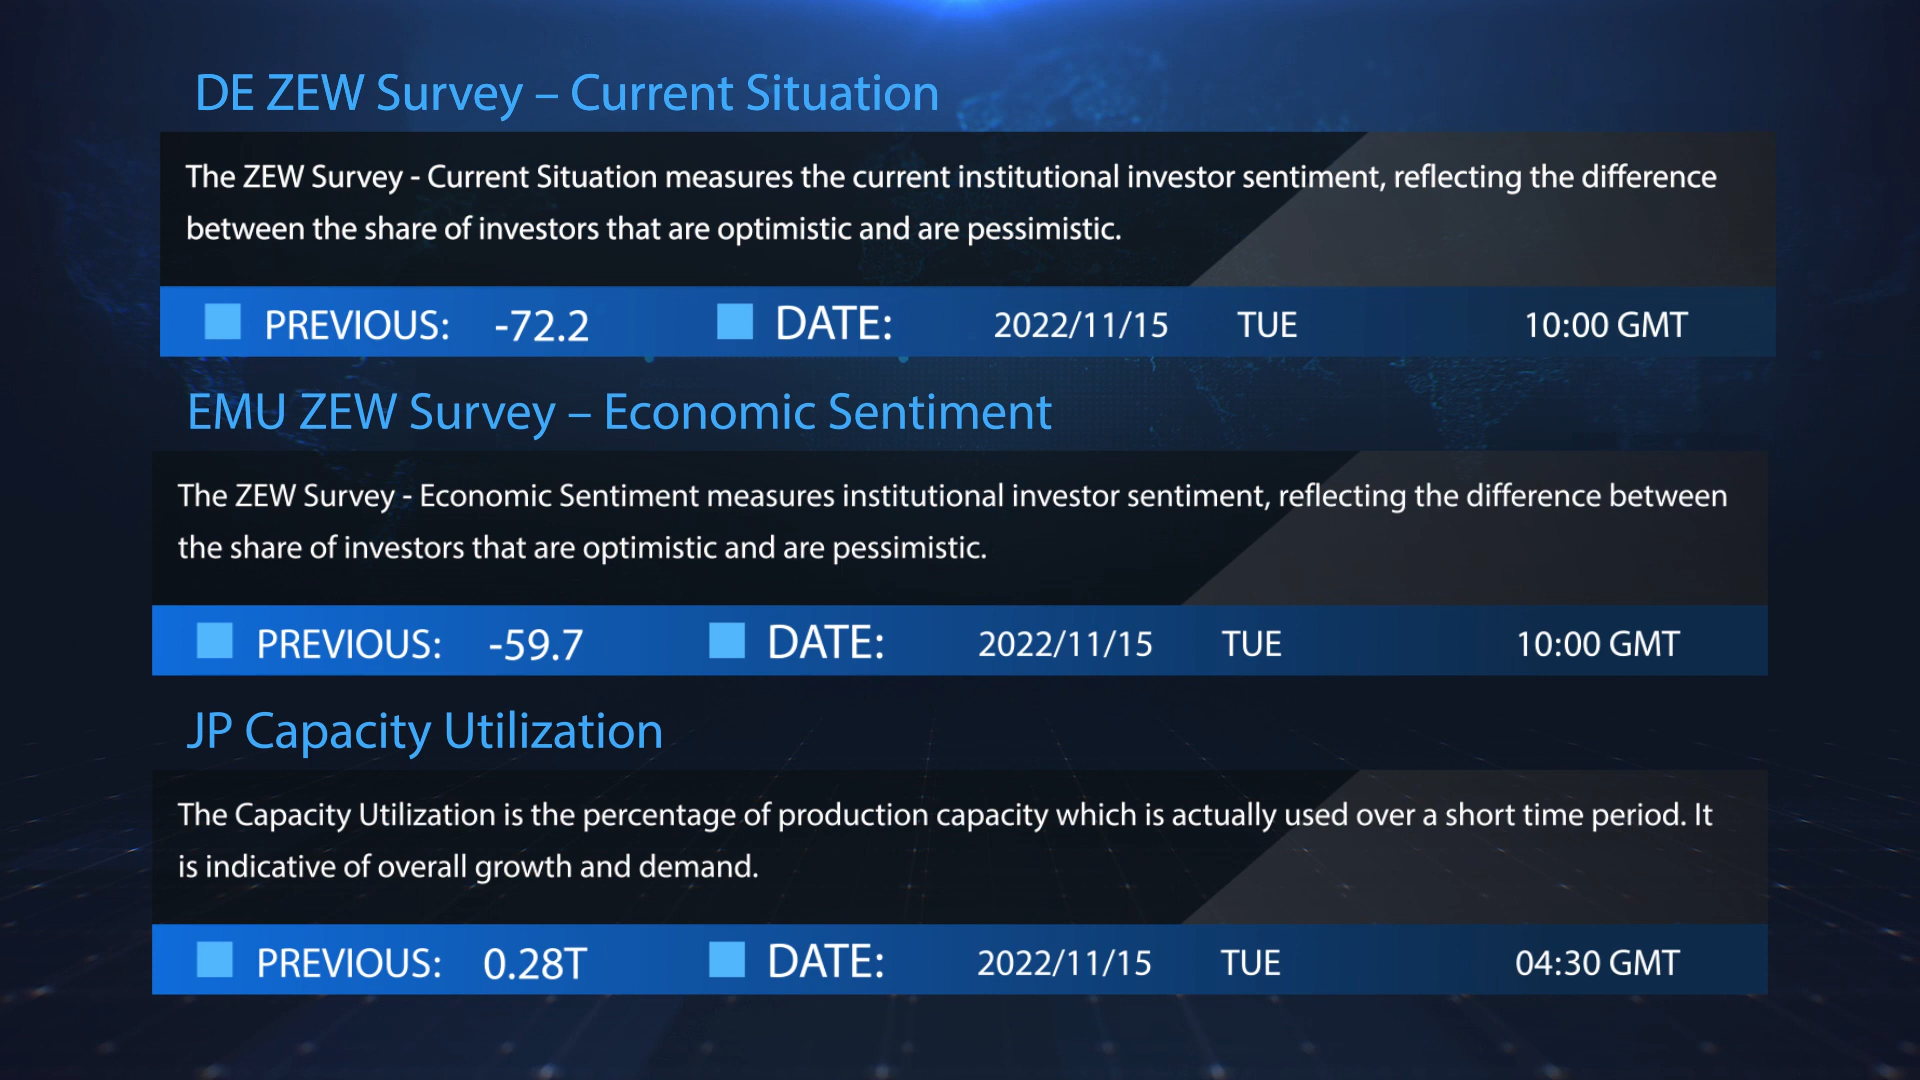 DE ZEW Survey – Current Situation
The ZEW Survey - Current Situation measures the current institutional investor sentiment, reflecting the difference
between the share of investors that are optimistic and are pessimistic.
PREVIOUS: -72.2 DATE: 2022/11/15 TUE 10:00 GMT
EMU ZEW Survey – Economic Sentiment
The ZEW Survey - Economic Sentiment measures institutional investor sentiment, reflecting the difference between
the share of investors that are optimistic and are pessimistic.
PREVIOUS: -59.7 DATE: 2022/11/15 TUE 10:00 GMT
JP Capacity Utilization
The Capacity Utilization is the percentage of production capacity which is actually used over a short time period. It
is indicative of overall growth and demand.
PREVIOUS: 0.28T DATE: 2022/11/15 TUE 04:30 GMT